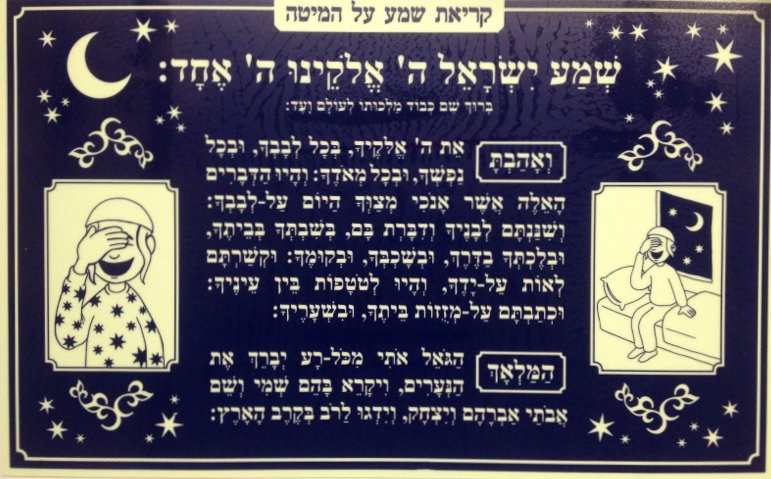 קריאת שמע על המיטה
שְׁמַע יִשְׂרָאֵל ה' אֱלֹקֵינוּ ה' אֶחָד:
בָּרוּךְ שֵׁם כְּבוֹד מַלְכוּתוֹ לְעוֹלָם וָעֶד:
וְאָהַבְתָּ אֵת ה' אֱלֹקֶיךָ, בְּכָל לְבָבְךָ, וּבְכָל
נַפְשְׁךָ, וּבְכָל מְאֹדֶךָ: וְהָיוּ הַדְּבָרִים
הָאֵלֶּה אֲשֶׁר אָנֹכִי מְצַוְּךָ הַיּוֹם עַל-לְבָבֶךָ:
וְשִׁנַּנְתָּם לְבָנֶיךָ וְדִבַּרְתָּ בָּם, בְּשִׁבְתְּךָ בְּבֵיתֶךָ,
וּבְלֶכְתְּךָ בַדֶּרֶךְ, וּבְשָׁכְבְּךָ, וּבְקוּמֶךָ: וּקְשַׁרְתָּם
לְאוֹת עַל-יָדֶךָ, וְהָיוּ לְטֹטָפוֹת בֵּין עֵינֶיךָ:
וּכְתַבְתָּם עַל-מְזֻזוֹת בֵּיתֶךָ, וּבִשְׁעָרֶיךָ:
הַמַּלְאָךְ הַגֹּאֵל אֹתִי מִכֹּל-רָע יְבָרֵךְ אֶת
הַנְּעָרִים, וְיִקָּרֵא בָהֶם שְׁמִי וְשֵׁם
אֲבֹתַי אַבְרָהָם וְיִצְחָק, וְיִדְגּוּ לָרֹב בְּקֶרֶב הָאָרֶץ: